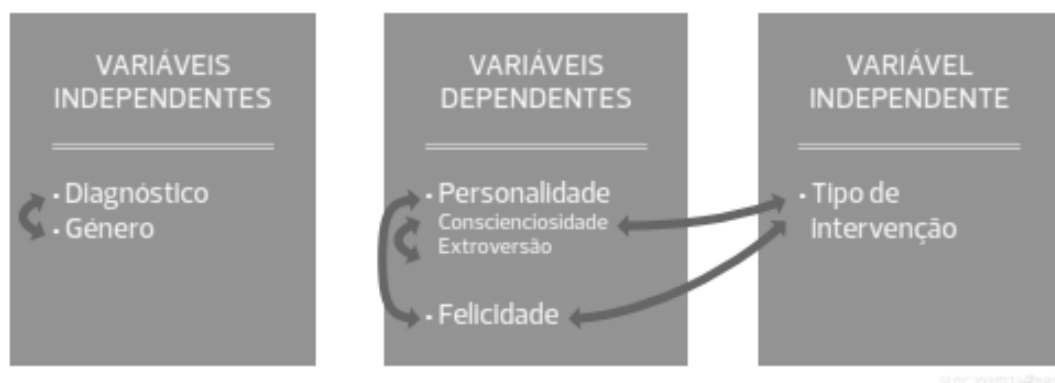 VARIÁVEIS
INDEPENDENTES
• Diagnóstico
• Género
VARIÁVEIS
DEPENDENTES
• Personalidade
Conscienciosidade
Extroversão
• Felicidade
VARIÁVEL
INDEPENDENTE
• Tipo de
intervenção